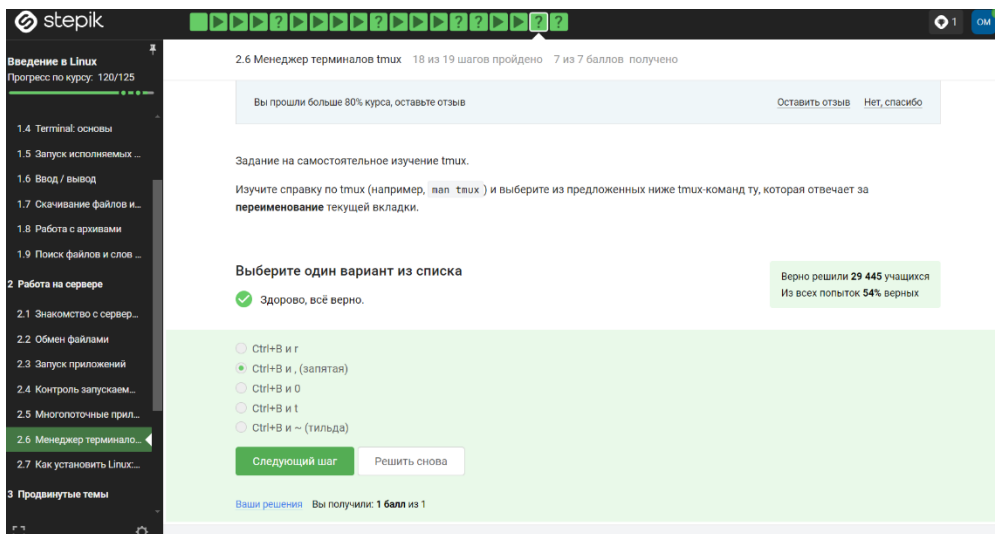 stepik
1
ОМ
Введение в Linux
Прогресс по курсу: 120/125
1.4 Terminal: основы
1.5 Запуск исполняемых ...
1.6 Ввод / вывод
1.7 Скачивание файлов и...
1.8 Работа с архивами
1.9 Поиск файлов и слов ...
2 Работа на сервере
2.1 Знакомство с сервер...
2.2 Обмен файлами
2.3 Запуск приложений
2.4 Контроль запускаем...
2.5 Многопоточные прил...
2.6 Менеджер терминало...
2.7 Как установить Linux:...
3 Продвинутые темы
2.6 Менеджер терминалов tmux 18 из 19 шагов пройдено 7 из 7 баллов получено
Вы прошли больше 80% курса, оставьте отзыв Оставить отзыв Нет, спасибо
Задание на самостоятельное изучение tmux.
Изучите справку по tmux (например, man tmux ) и выберите из предложенных ниже tmux-команд ту, которая отвечает за
переименование текущей вкладки.
Выберите один вариант из списка
Здорово, всё верно.
Верно решили 29 445 учащихся
Из всех попыток 54% верных
Ctrl+B и r
Ctrl+B и , (запятая)
Ctrl+B и 0
Ctrl+B и t
Ctrl+B и ~ (тильда)
Следующий шаг Решить снова
Ваши решения Вы получили: 1 балл из 1